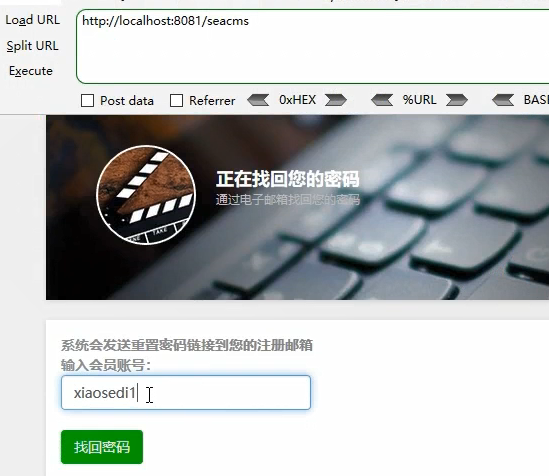 Load URL
http://localhost:8081/seacms
Split URL
Execute
Post data Referrer 0xHEX %URL BASE
正在找回您的密码
通过电子邮箱找回您的密码
TAKE
系统会发送重置密码链接到您的注册邮箱
输入会员账号：
xiaosedi1
找回密码